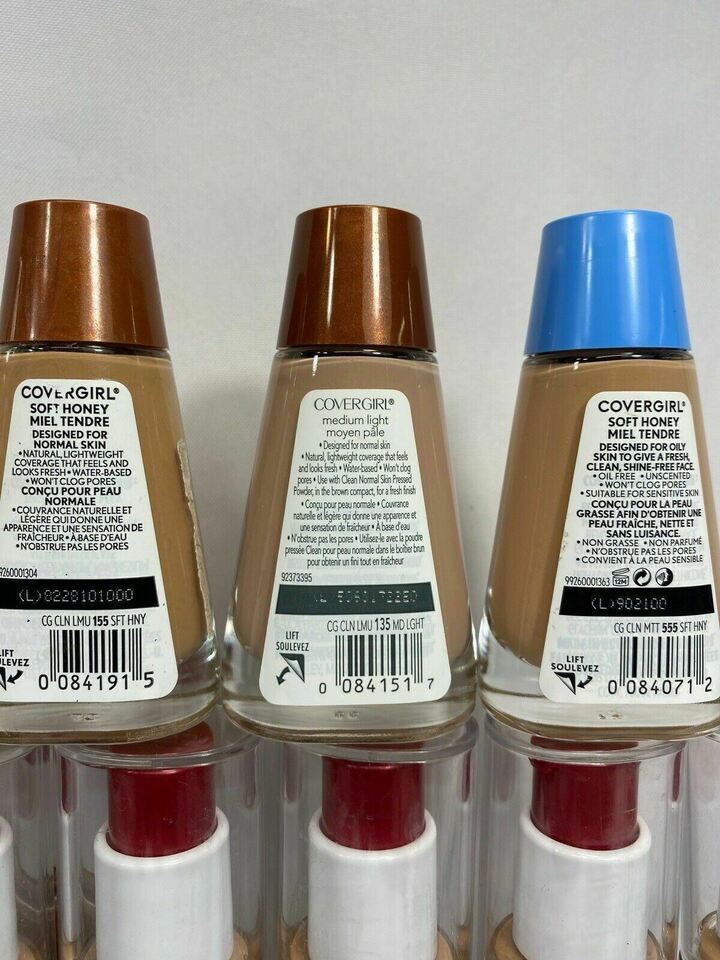 COVERGIRL®
SOFT HONEY
MIEL TENDRE
DESIGNED FOR
NORMAL SKIN
• NATURAL, LIGHTWEIGHT
COVERAGE THAT FEELS AND
LOOKS FRESH • WATER-BASED
• WON'T CLOG PORES
CONÇU POUR PEAU
NORMALE
• COUVRANCE NATURELLE ET
LÉGÈRE QUI DONNE UNE
APPARENCE ET UNE SENSATION DE
FRAÎCHEUR • À BASE D'EAU
• N'OBSTRUE PAS LES PORES
9260001304
(L)8228101000
CG CLN LMU 155 SFT HNY
LIFT
SOULEVEZ
0 084191 5
COVERGIRL®
medium light
moyen pâle
• Designed for normal skin
• Natural, lightweight coverage that feels
and looks fresh • Water-based • Won't clog
pores • Use with Clean Normal Skin Pressed
Powder, in the brown compact, for a fresh finish
• Conçu pour peau normale • Couvrance
naturelle et légère qui donne une apparence et
une sensation de fraîcheur • À base d'eau
• N'obstrue pas les pores • Utilisez-le avec la poudre
pressée Clean pour peau normale dans le boîtier brun
pour obtenir un fini tout en fraîcheur
92373395
CG CLN LMU 135 MD LGHT
LIFT
SOULEVEZ
0 084151 7
COVERGIRL®
SOFT HONEY
MIEL TENDRE
DESIGNED FOR OILY
SKIN TO GIVE A FRESH,
CLEAN, SHINE-FREE FACE.
• OIL FREE • UNSCENTED
• WON'T CLOG PORES
• SUITABLE FOR SENSITIVE SKIN
CONÇU POUR LA PEAU
GRASSE AFIN D'OBTENIR UNE
PEAU FRAÎCHE, NETTE ET
SANS LUISANCE.
• NON GRASSE • NON PARFUMÉ
• N'OBSTRUE PAS LES PORES
• CONVIENT À LA PEAU SENSIBLE
99260001363 12M
(L)902100
CG CLN MTT 555 SFT HNY
LIFT
SOULEVEZ
0 084071 2